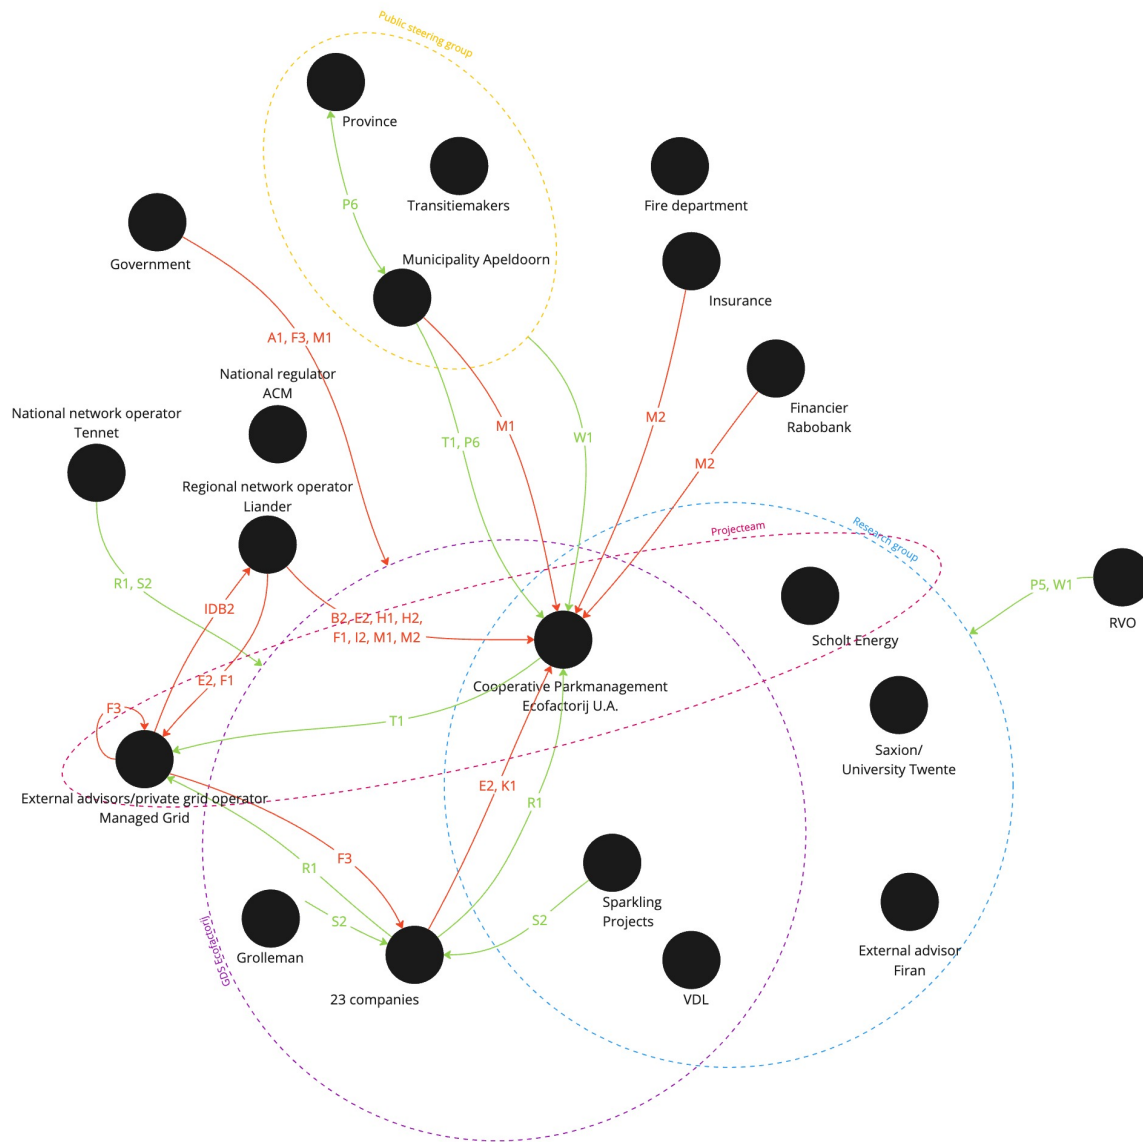 Public steering group
Province
Transitiemakers
Fire department
P6
Government
Municipality Apeldoorn
Insurance
A1, F3, M1
National regulator
ACM
National network operator
Tennet
Financier
Rabobank
M1
M2
T1, P6
W1
M2
Regional network operator
Liander
Projecteam
Research group
R1, S2
IDB2
B2, E2, H1, H2,
F1, I2, M1, M2
P5, W1
RVO
Scholt Energy
E2, F1
Cooperative Parkmanagement
Ecofactorij U.A.
F3
T1
Saxion/
University Twente
External advisors/private grid operator
Managed Grid
E2, K1
R1
F3
R1
Sparkling
Projects
S2
S2
Grolleman
GDS Ecofactorij
External advisor
Firan
23 companies
VDL